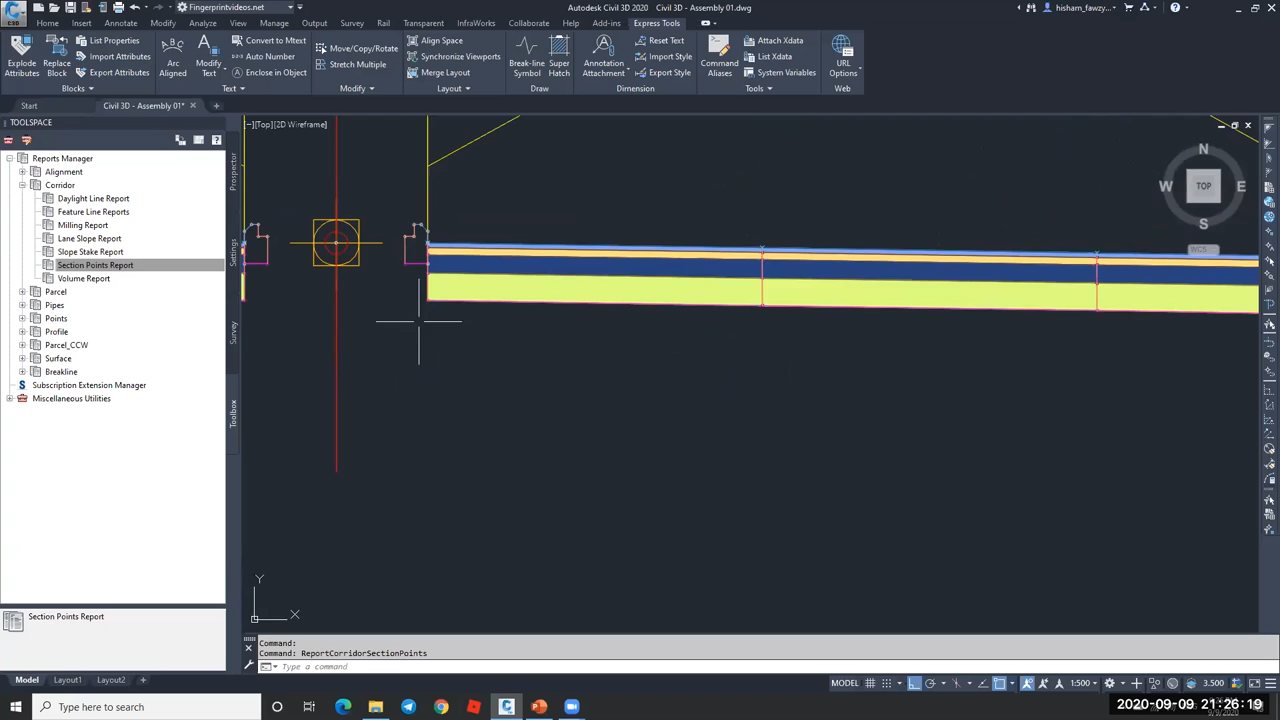 C3D
Fingerprintvideos.net
Autodesk Civil 3D 2020
Civil 3D - Assembly 01.dwg
hisham_fawzy...
Home
Insert
Annotate
Modify
Analyze
View
Manage
Output
Survey
Rail
Transparent
InfraWorks
Collaborate
Help
Add-ins
Express Tools
Explode
Attributes
Replace
Block
List Properties
Import Attributes
Export Attributes
Blocks
Arc
Aligned
Modify
Text
Convert to Mtext
Auto Number
Enclose in Object
Text
Move/Copy/Rotate
Stretch Multiple
Modify
Align Space
Synchronize Viewports
Merge Layout
Layout
Break-line
Symbol
Super
Hatch
Draw
Annotation
Attachment
Reset Text
Import Style
Export Style
Dimension
Command
Aliases
Attach Xdata
List Xdata
System Variables
Tools
URL
Options
Web
Start
Civil 3D - Assembly 01*
TOOLSPACE
[−][Top][2D Wireframe]
Reports Manager
Alignment
Corridor
Daylight Line Report
Feature Line Reports
Milling Report
Lane Slope Report
Slope Stake Report
Section Points Report
Volume Report
Parcel
Pipes
Points
Profile
Parcel_CCW
Surface
Breakline
Subscription Extension Manager
Miscellaneous Utilities
Prospector
Settings
Survey
Toolbox
N
W
TOP
E
S
WCS
Section Points Report
Y
X
Command:
Command: ReportCorridorSectionPoints
Type a command
Model
Layout1
Layout2
MODEL
1:500
3.500
Type here to search
2020-09-09 21:26:19